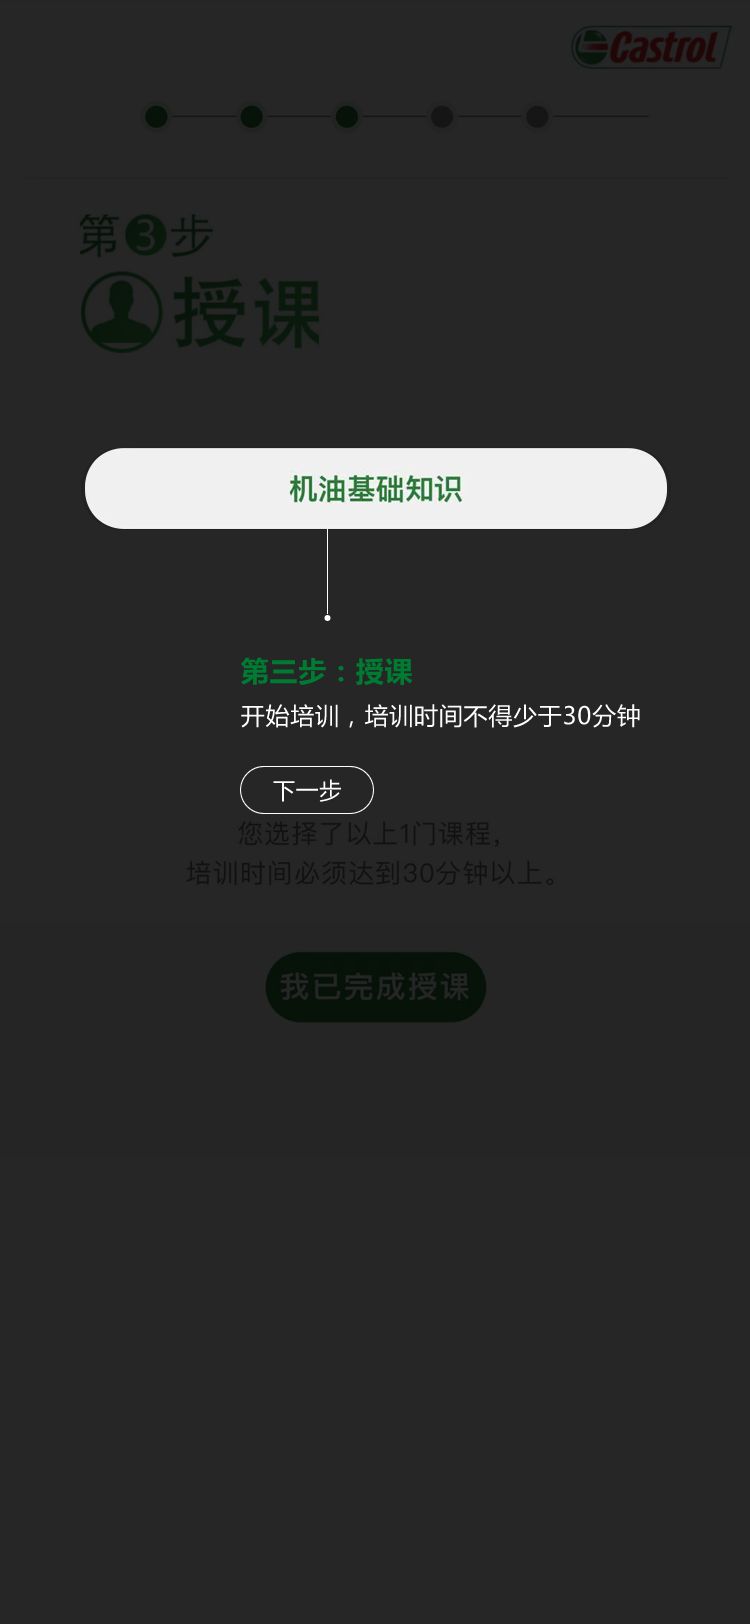 Castrol
第3步
授课
机油基础知识
第三步：授课
开始培训，培训时间不得少于30分钟
下一步
您选择了以上1门课程，
培训时间必须达到30分钟以上。
我已完成授课